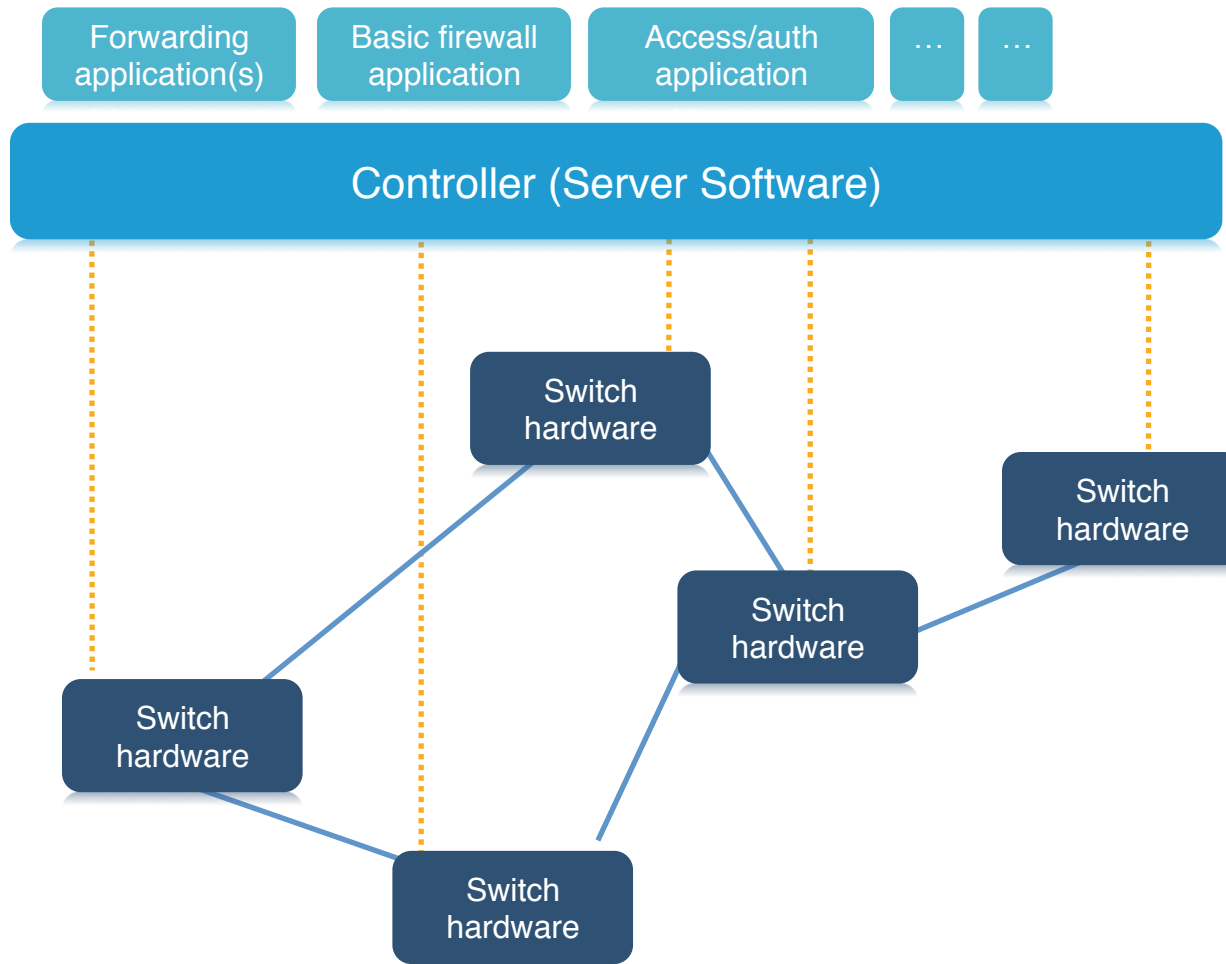 Forwarding
application(s)
Basic firewall
application
Access/auth
application
…
…
Controller (Server Software)
Switch
hardware
Switch
hardware
Switch
hardware
Switch
hardware
Switch
hardware